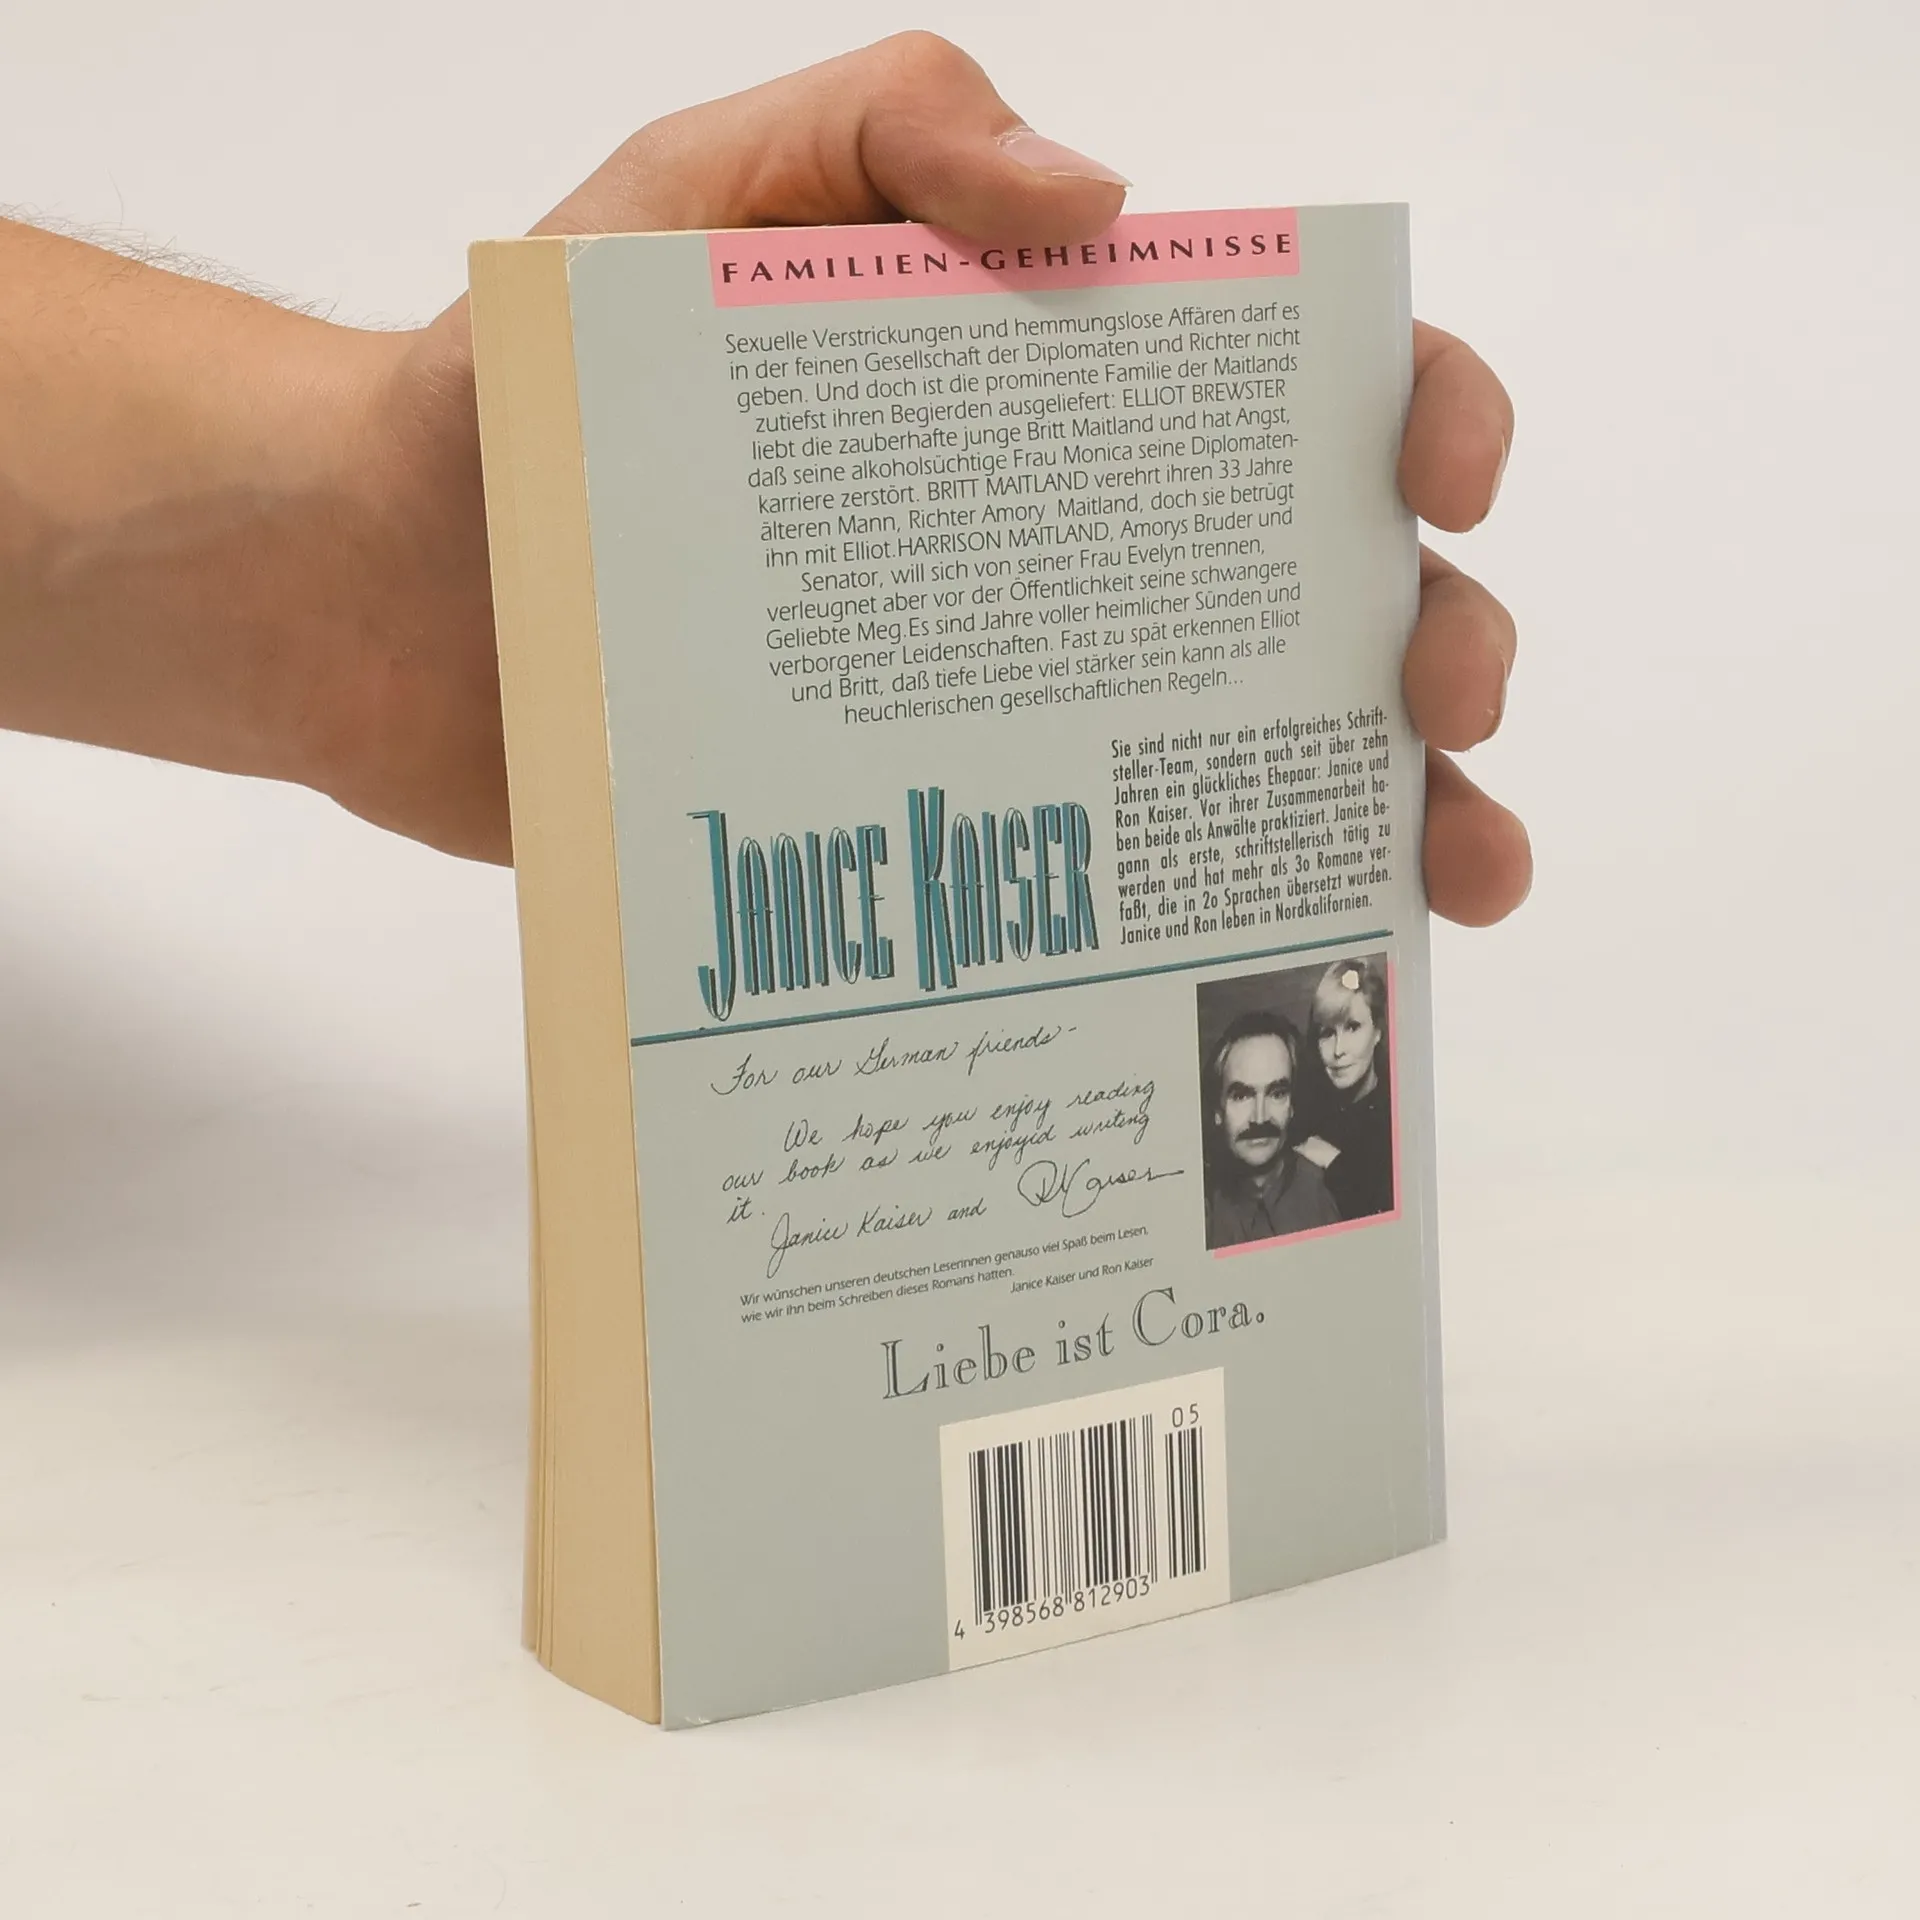 FAMILIEN-GEHEIMNISSE
Sexuelle Verstrickungen und hemmungslose Affären darf es
in der feinen Gesellschaft der Diplomaten und Richter nicht
geben. Und doch ist die prominente Familie der Maitlands
zutiefst ihren Begierden ausgeliefert: ELLIOT BREWSTER
liebt die zauberhafte junge Britt Maitland und hat Angst,
daß seine alkoholsüchtige Frau Monica seine Diplomaten-
karriere zerstört. BRITT MAITLAND verehrt ihren 33 Jahre
älteren Mann, Richter Amory Maitland, doch sie betrügt
ihn mit Elliot. HARRISON MAITLAND, Amorys Bruder und
Senator, will sich von seiner Frau Evelyn trennen,
verleugnet aber vor der Öffentlichkeit seine schwangere
Geliebte Meg. Es sind Jahre voller heimlicher Sünden und
verborgener Leidenschaften. Fast zu spät erkennen Elliot
und Britt, daß tiefe Liebe viel stärker sein kann als alle
heuchlerischen gesellschaftlichen Regeln...
JANICE KAISER
Sie sind nicht nur ein erfolgreiches Schrift-
steller-Team, sondern auch seit über zehn
Jahren ein glückliches Ehepaar: Janice und
Ron Kaiser. Vor ihrer Zusammenarbeit ha-
ben beide als Anwälte praktiziert. Janice be-
gann als erste, schriftstellerisch tätig zu
werden und hat mehr als 3o Romane ver-
faßt, die in 2o Sprachen übersetzt wurden.
Janice und Ron leben in Nordkalifornien.
For our German friends -
We hope you enjoy reading
our book as we enjoyed writing
it.
Janice Kaiser and RKaiser
Wir wünschen unseren deutschen Leserinnen genauso viel Spaß beim Lesen,
wie wir ihn beim Schreiben dieses Romans hatten.
Janice Kaiser und Ron Kaiser
Liebe ist Cora.
05
4 398568 812903